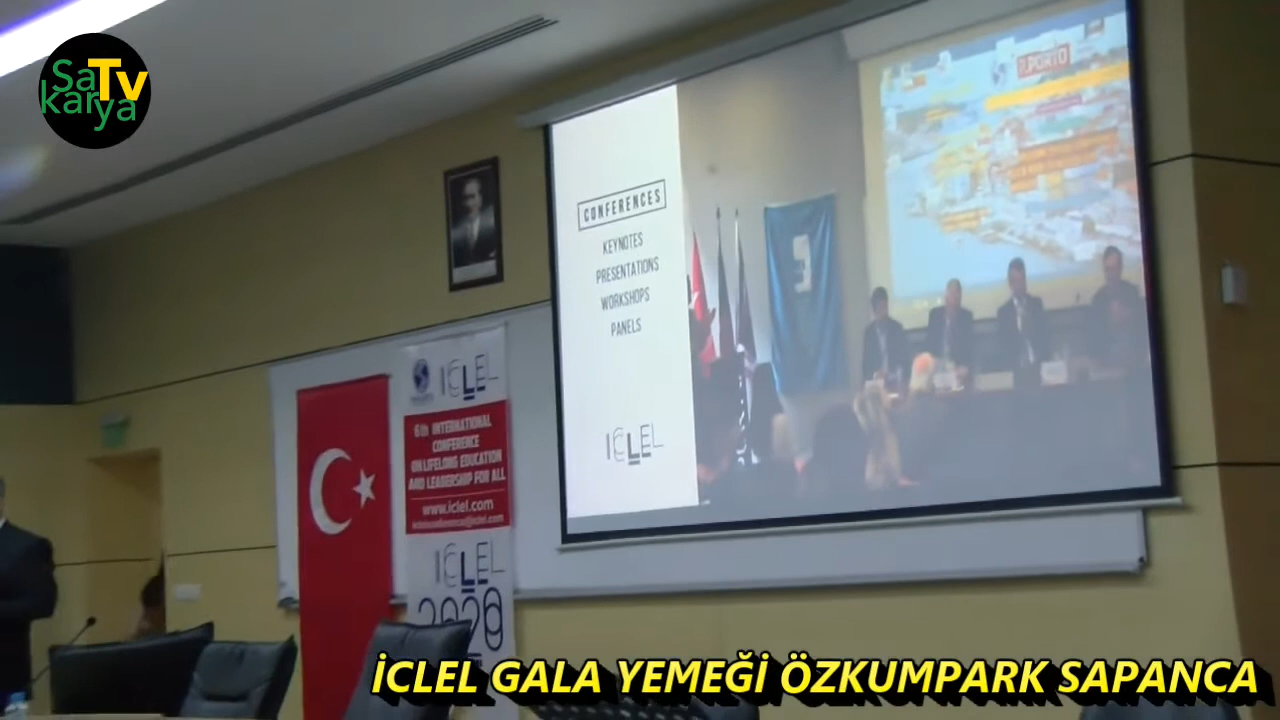 Sa Tv
karya
U.PORTO
CONFERENCES
KEYNOTES
PRESENTATIONS
WORKSHOPS
PANELS
ICLEL
ICLEL
6th INTERNATIONAL
CONFERENCE
ON LIFELONG EDUCATION
AND LEADERSHIP FOR ALL
www.iclel.com
ICLEL
2020
İCLEL GALA YEMEĞİ ÖZKUMPARK SAPANCA